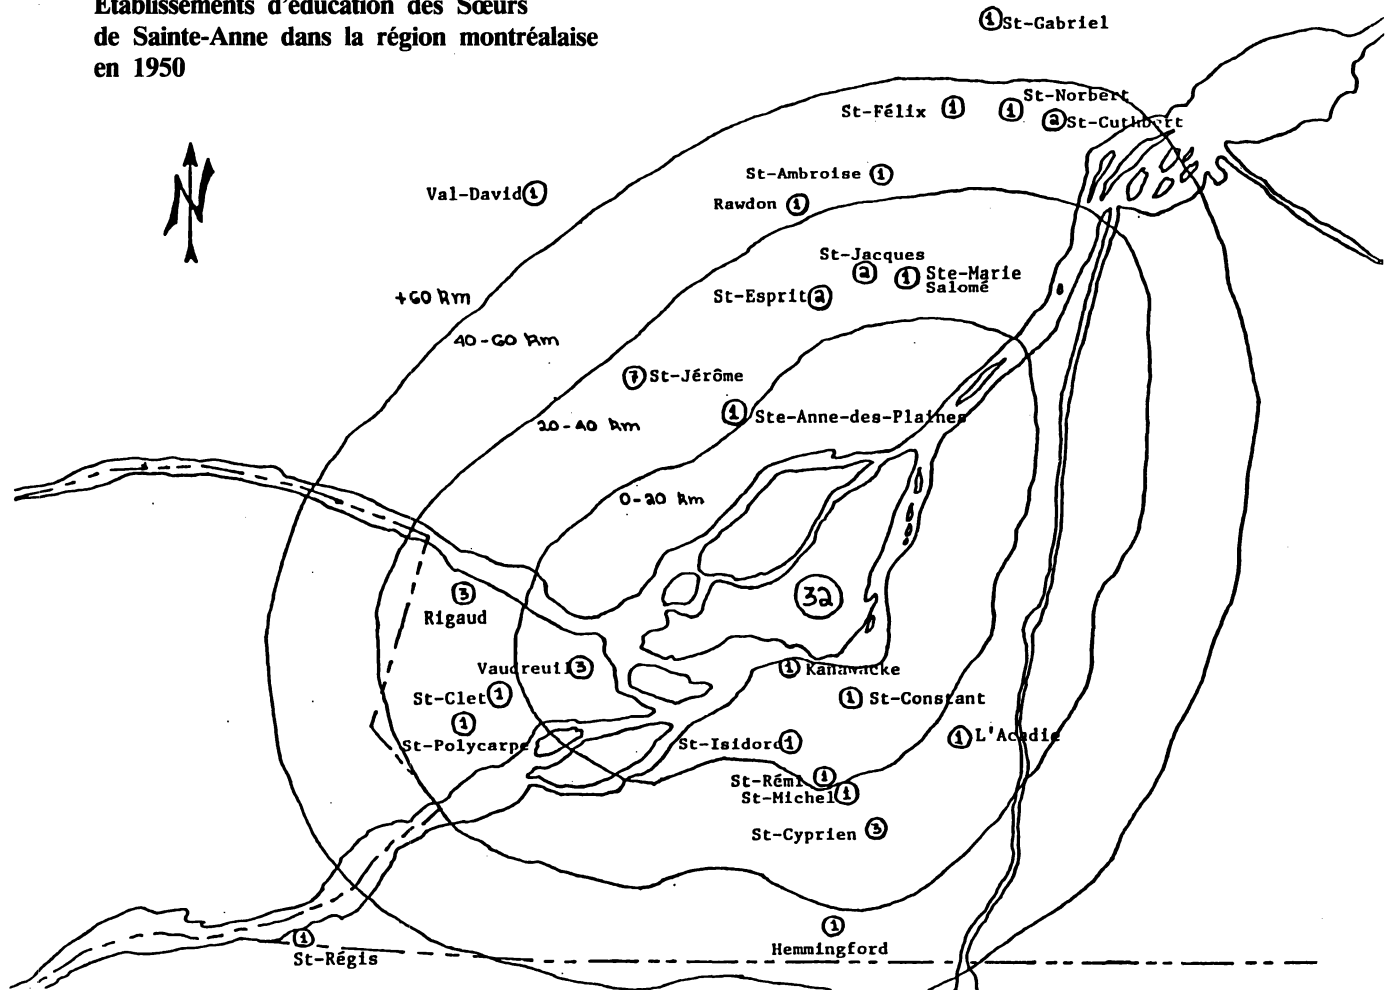 Etablissements d'éducation des Sœurs
de Sainte-Anne dans la région montréalaise
en 1950
1 St-Gabriel
St-Félix 1
1 St-Norbert
2 St-Cuthbert
N
Val-David 1
St-Ambroise 1
Rawdon 1
St-Jacques
2
1 Ste-Marie
Salomé
St-Esprit 2
+60 km
40-60 km
7 St-Jérôme
1 Ste-Anne-des-Plaines
20-40 km
0-20 km
32
3
Rigaud
Vaudreuil 3
1 Kanawacke
St-Clet 1
1 St-Constant
1
St-Polycarpe
St-Isidore 1
1 L'Acadie
St-Rémi 1
St-Michel 1
St-Cyprien 3
1
Hemmingford
1
St-Régis